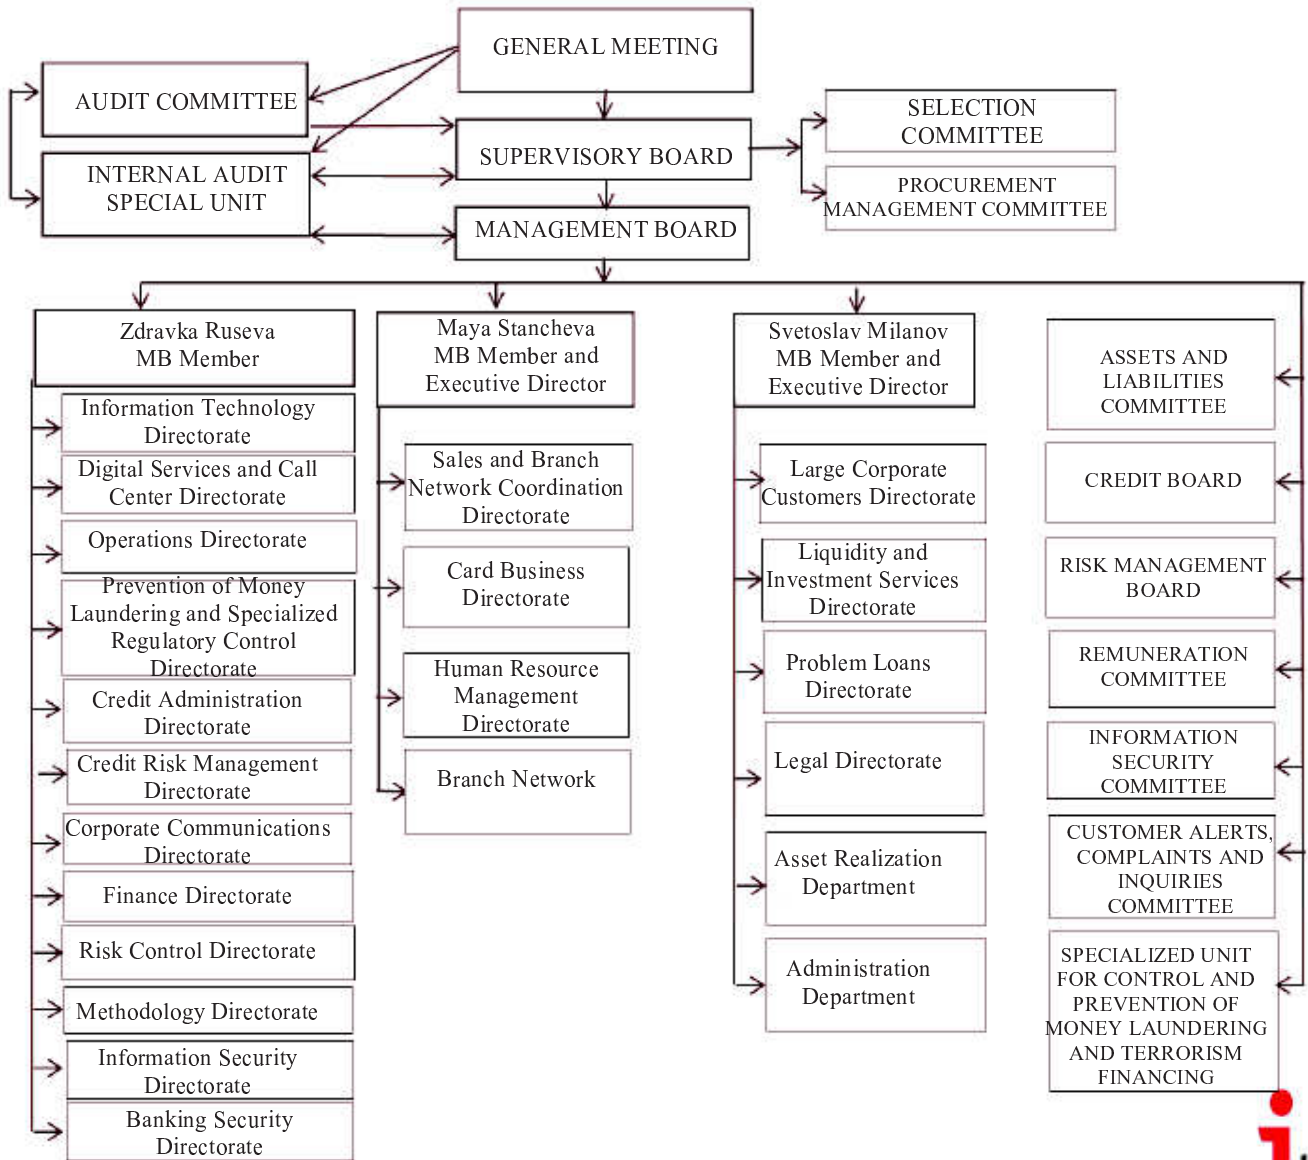 GENERAL MEETING
AUDIT COMMITTEE
SELECTION
COMMITTEE
SUPERVISORY BOARD
INTERNAL AUDIT
SPECIAL UNIT
PROCUREMENT
MANAGEMENT COMMITTEE
MANAGEMENT BOARD
Zdravka Ruseva
MB Member
Information Technology
Directorate
Digital Services and Call
Center Directorate
Operations Directorate
Prevention of Money
Laundering and Specialized
Regulatory Control
Directorate
Credit Administration
Directorate
Credit Risk Management
Directorate
Corporate Communications
Directorate
Finance Directorate
Risk Control Directorate
Methodology Directorate
Information Security
Directorate
Banking Security
Directorate
Maya Stancheva
MB Member and
Executive Director
Sales and Branch
Network Coordination
Directorate
Card Business
Directorate
Human Resource
Management
Directorate
Branch Network
Svetoslav Milanov
MB Member and
Executive Director
Large Corporate
Customers Directorate
Liquidity and
Investment Services
Directorate
Problem Loans
Directorate
Legal Directorate
Asset Realization
Department
Administration
Department
ASSETS AND
LIABILITIES
COMMITTEE
CREDIT BOARD
RISK MANAGEMENT
BOARD
REMUNERATION
COMMITTEE
INFORMATION
SECURITY
COMMITTEE
CUSTOMER ALERTS,
COMPLAINTS AND
INQUIRIES
COMMITTEE
SPECIALIZED UNIT
FOR CONTROL AND
PREVENTION OF
MONEY LAUNDERING
AND TERRORISM
FINANCING